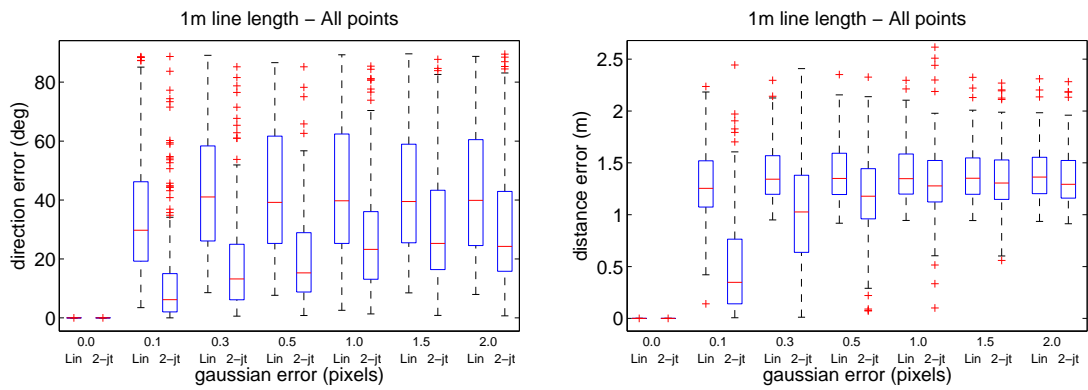 1m line length − All points
80
60
40
20
0
direction error (deg)
0.0 0.1 0.3 0.5 1.0 1.5 2.0
Lin 2−jt Lin 2−jt Lin 2−jt Lin 2−jt Lin 2−jt Lin 2−jt Lin 2−jt
gaussian error (pixels)
1m line length − All points
2.5
2
1.5
1
0.5
0
distance error (m)
0.0 0.1 0.3 0.5 1.0 1.5 2.0
Lin 2−jt Lin 2−jt Lin 2−jt Lin 2−jt Lin 2−jt Lin 2−jt Lin 2−jt
gaussian error (pixels)